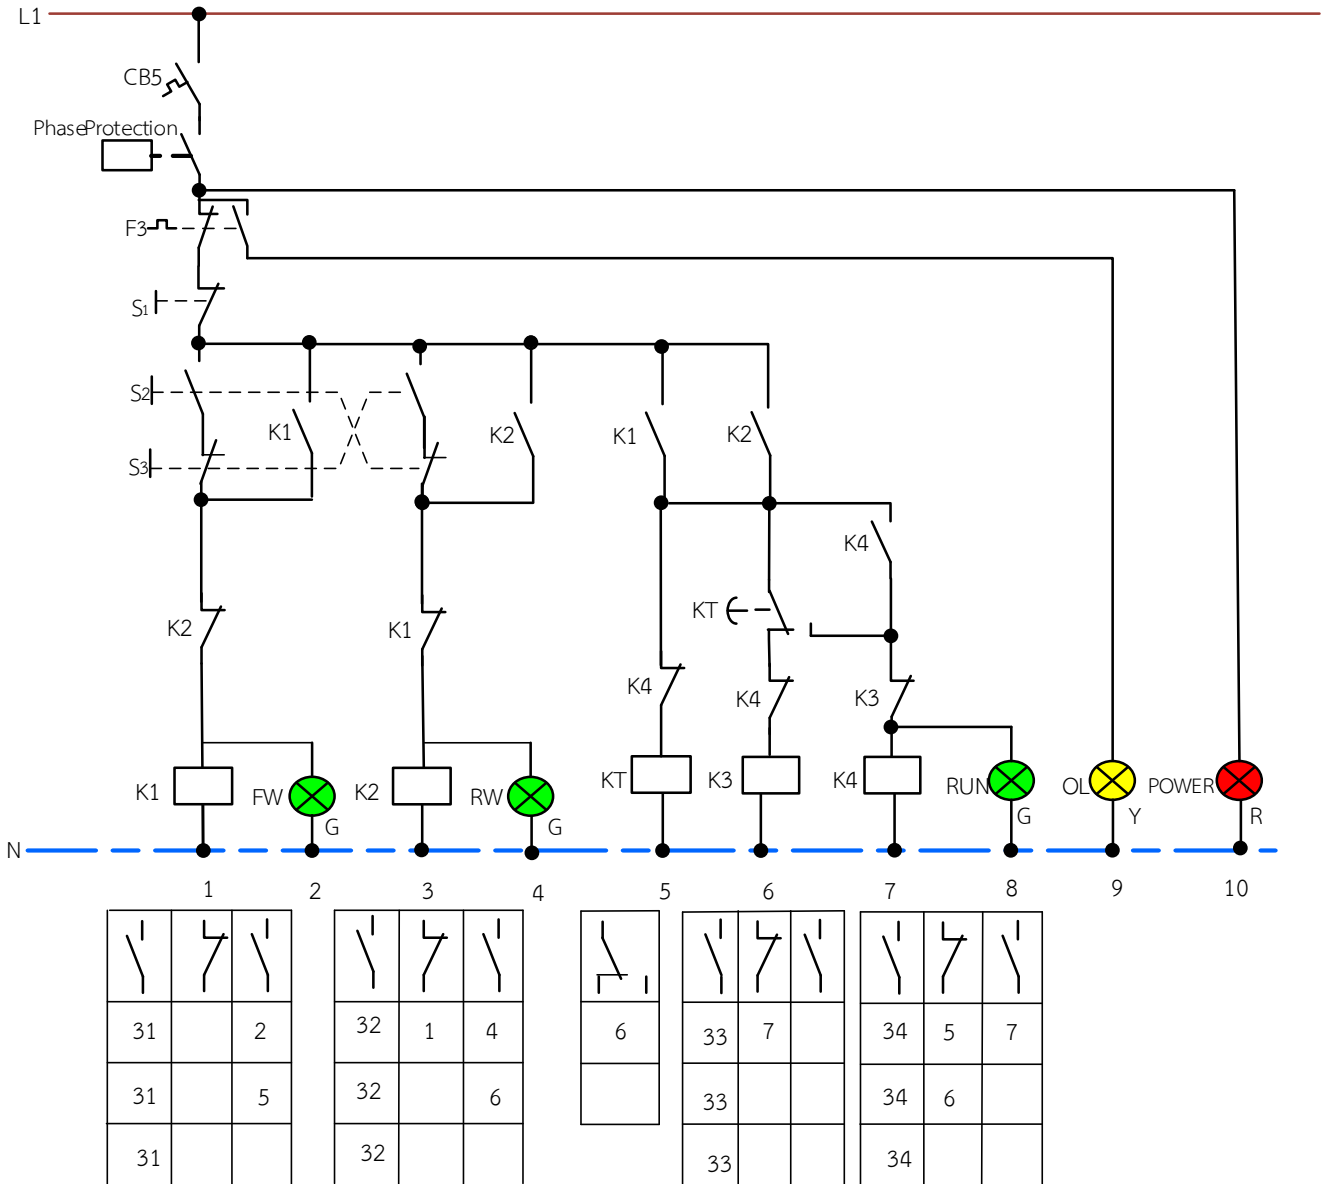 L1
CB5
PhaseProtection
F3
S1
S2
K1
K2
K1
K2
S3
K4
KT
K2
K1
K4
K4
K3
K1
FW
K2
RW
KT
K3
K4
RUN
OL
POWER
G
G
G
Y
R
N
1
2
3
4
5
6
7
8
9
10
31
2
32
1
4
6
33
7
34
5
7
31
5
32
6
33
34
6
31
32
33
34